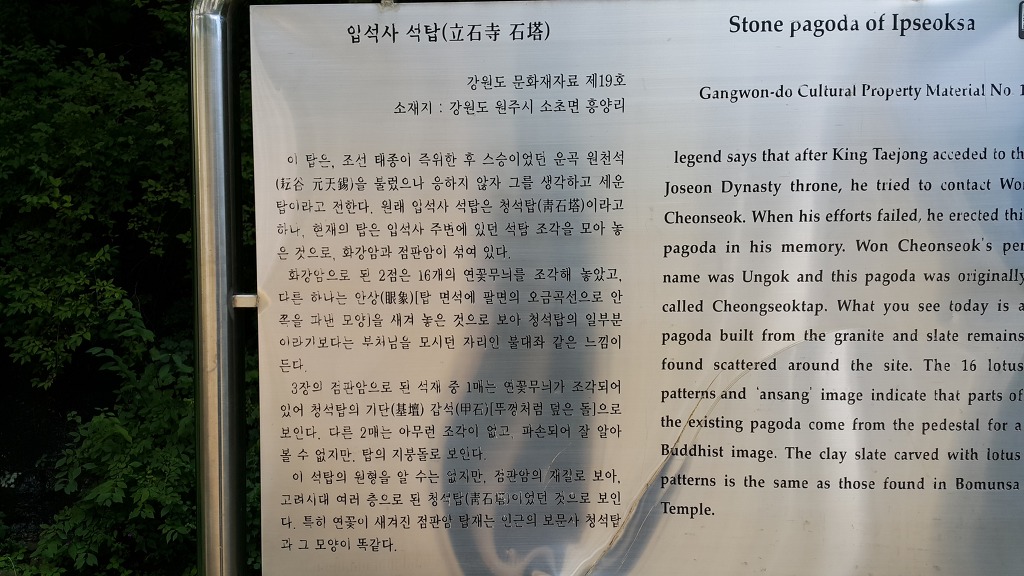 입석사 석탑(立石寺 石塔)
강원도 문화재자료 제19호
소재지 : 강원도 원주시 소초면 흥양리
이 탑은, 조선 태종이 즉위한 후 스승이었던 운곡 원천석
(耘谷 元天錫)을 불렀으나 응하지 않자 그를 생각하고 세운
탑이라고 전한다. 원래 입석사 석탑은 청석탑(靑石塔)이라고
하나, 현재의 탑은 입석사 주변에 있던 석탑 조각을 모아 놓
은 것으로, 화강암과 점판암이 섞여 있다.
화강암으로 된 2점은 16개의 연꽃무늬를 조각해 놓았고,
다른 하나는 안상(眼象)[탑 면석에 팔면의 오금곡선으로 안
쪽을 파낸 모양]을 새겨 놓은 것으로 보아 청석탑의 일부분
이라기보다는 부처님을 모시던 자리인 불대좌 같은 느낌이
든다.
3장의 점판암으로 된 석재 중 1매는 연꽃무늬가 조각되어
있어 청석탑의 기단(基壇) 갑석(甲石)[뚜껑처럼 덮은 돌]으로
보인다. 다른 2매는 아무런 조각이 없고, 파손되어 잘 알아
볼 수 없지만, 탑의 지붕돌로 보인다.
이 석탑의 원형을 알 수는 없지만, 점판암의 재질로 보아,
고려시대 여러 층으로 된 청석탑(靑石塔)이었던 것으로 보인
다. 특히 연꽃이 새겨진 점판암 탑재는 인근의 보문사 청석탑
과 그 모양이 똑같다.
Stone pagoda of Ipseoksa
Gangwon-do Cultural Property Material No
legend says that after King Taejong acceded to th
Joseon Dynasty throne, he tried to contact Wo
Cheonseok. When his efforts failed, he erected thi
pagoda in his memory. Won Cheonseok's pen
name was Ungok and this pagoda was originally
called Cheongseoktap. What you see today is a
pagoda built from the granite and slate remains
found scattered around the site. The 16 lotus
patterns and 'ansang' image indicate that parts of
the existing pagoda come from the pedestal for a
Buddhist image. The clay slate carved with lotus
patterns is the same as those found in Bomunsa
Temple.